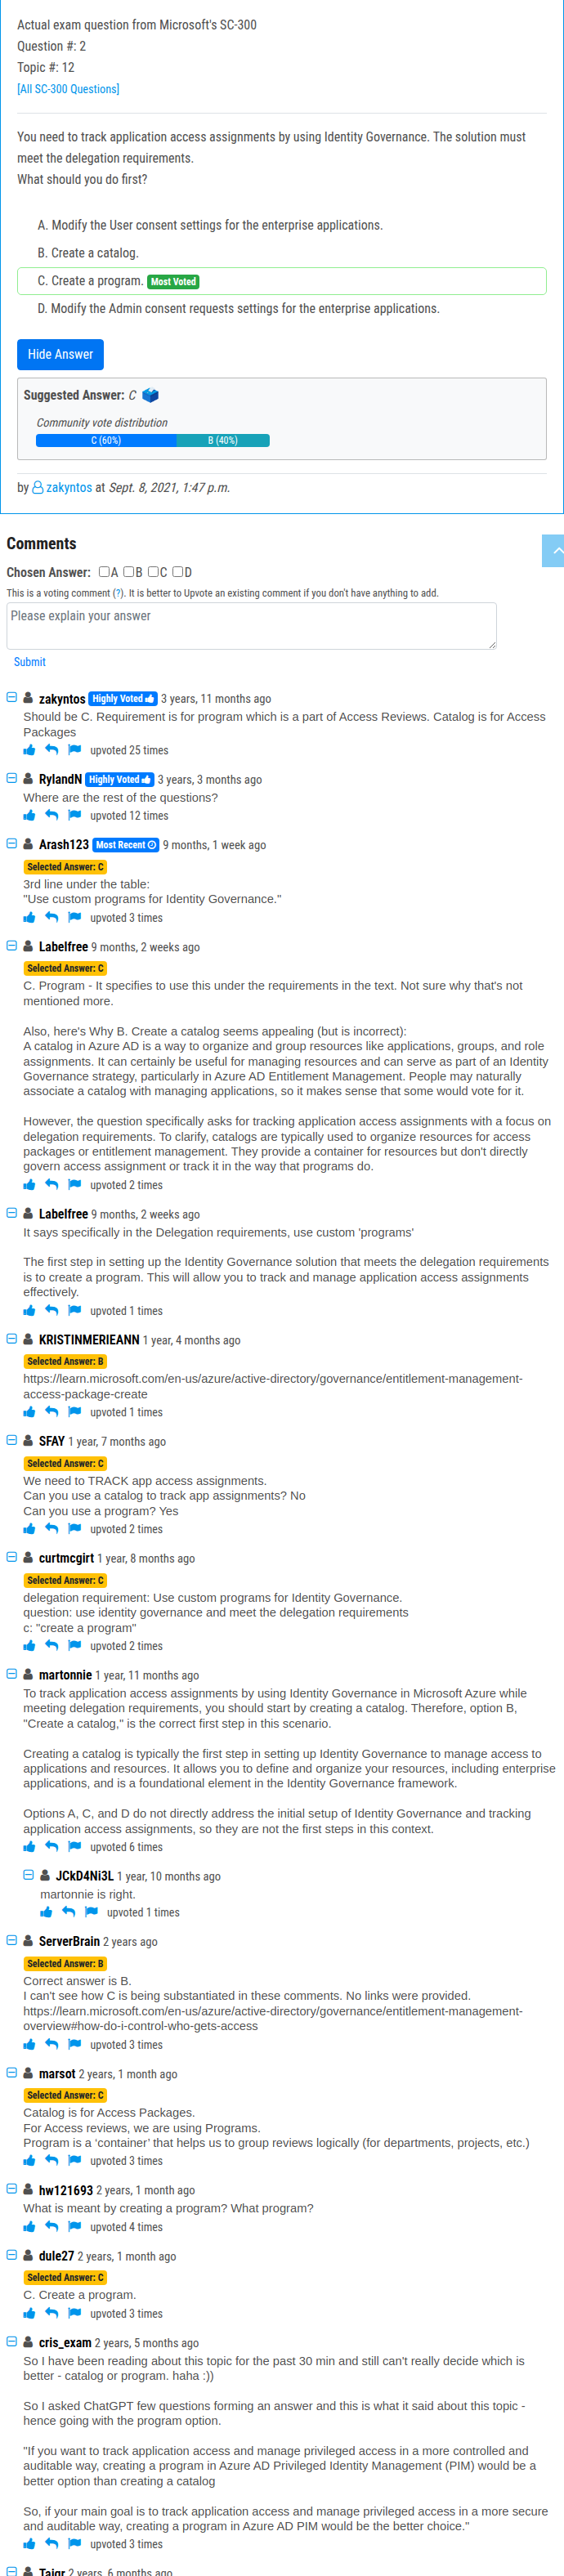 Actual exam question from Microsoft's SC-300
Question #: 2
Topic #: 12
[All SC-300 Questions]
You need to track application access assignments by using Identity Governance. The solution must
meet the delegation requirements.
What should you do first?
A. Modify the User consent settings for the enterprise applications.
B. Create a catalog.
C. Create a program. Most Voted
D. Modify the Admin consent requests settings for the enterprise applications.
Hide Answer
Suggested Answer: C
Community vote distribution
C (60%) B (40%)
by zakyntos at Sept. 8, 2021, 1:47 p.m.
Comments
Chosen Answer: A B C D
This is a voting comment (?). It is better to Upvote an existing comment if you don't have anything to add.
Please explain your answer
Submit
zakyntos Highly Voted 3 years, 11 months ago
Should be C. Requirement is for program which is a part of Access Reviews. Catalog is for Access
Packages
upvoted 25 times
RylandN Highly Voted 3 years, 3 months ago
Where are the rest of the questions?
upvoted 12 times
Arash123 Most Recent 9 months, 1 week ago
Selected Answer: C
3rd line under the table:
"Use custom programs for Identity Governance."
upvoted 3 times
Labelfree 9 months, 2 weeks ago
Selected Answer: C
C. Program - It specifies to use this under the requirements in the text. Not sure why that's not
mentioned more.
Also, here's Why B. Create a catalog seems appealing (but is incorrect):
A catalog in Azure AD is a way to organize and group resources like applications, groups, and role
assignments. It can certainly be useful for managing resources and can serve as part of an Identity
Governance strategy, particularly in Azure AD Entitlement Management. People may naturally
associate a catalog with managing applications, so it makes sense that some would vote for it.
However, the question specifically asks for tracking application access assignments with a focus on
delegation requirements. To clarify, catalogs are typically used to organize resources for access
packages or entitlement management. They provide a container for resources but don't directly
govern access assignment or track it in the way that programs do.
upvoted 2 times
Labelfree 9 months, 2 weeks ago
It says specifically in the Delegation requirements, use custom 'programs'
The first step in setting up the Identity Governance solution that meets the delegation requirements
is to create a program. This will allow you to track and manage application access assignments
effectively.
upvoted 1 times
KRISTINMERIEANN 1 year, 4 months ago
Selected Answer: B
https://learn.microsoft.com/en-us/azure/active-directory/governance/entitlement-management-
access-package-create
upvoted 1 times
SFAY 1 year, 7 months ago
Selected Answer: C
We need to TRACK app access assignments.
Can you use a catalog to track app assignments? No
Can you use a program? Yes
upvoted 2 times
curtmcgirt 1 year, 8 months ago
Selected Answer: C
delegation requirement: Use custom programs for Identity Governance.
question: use identity governance and meet the delegation requirements
c: "create a program"
upvoted 2 times
martonnie 1 year, 11 months ago
To track application access assignments by using Identity Governance in Microsoft Azure while
meeting delegation requirements, you should start by creating a catalog. Therefore, option B,
"Create a catalog," is the correct first step in this scenario.
Creating a catalog is typically the first step in setting up Identity Governance to manage access to
applications and resources. It allows you to define and organize your resources, including enterprise
applications, and is a foundational element in the Identity Governance framework.
Options A, C, and D do not directly address the initial setup of Identity Governance and tracking
application access assignments, so they are not the first steps in this context.
upvoted 6 times
JCkD4Ni3L 1 year, 10 months ago
martonnie is right.
upvoted 1 times
ServerBrain 2 years ago
Selected Answer: B
Correct answer is B.
I can't see how C is being substantiated in these comments. No links were provided.
https://learn.microsoft.com/en-us/azure/active-directory/governance/entitlement-management-
overview#how-do-i-control-who-gets-access
upvoted 3 times
marsot 2 years, 1 month ago
Selected Answer: C
Catalog is for Access Packages.
For Access reviews, we are using Programs.
Program is a ‘container’ that helps us to group reviews logically (for departments, projects, etc.)
upvoted 3 times
hw121693 2 years, 1 month ago
What is meant by creating a program? What program?
upvoted 4 times
dule27 2 years, 1 month ago
Selected Answer: C
C. Create a program.
upvoted 3 times
cris_exam 2 years, 5 months ago
So I have been reading about this topic for the past 30 min and still can't really decide which is
better - catalog or program. haha :))
So I asked ChatGPT few questions forming an answer and this is what it said about this topic -
hence going with the program option.
"If you want to track application access and manage privileged access in a more controlled and
auditable way, creating a program in Azure AD Privileged Identity Management (PIM) would be a
better option than creating a catalog
So, if your main goal is to track application access and manage privileged access in a more secure
and auditable way, creating a program in Azure AD PIM would be the better choice."
upvoted 3 times
Taigr 2 years, 6 months ago